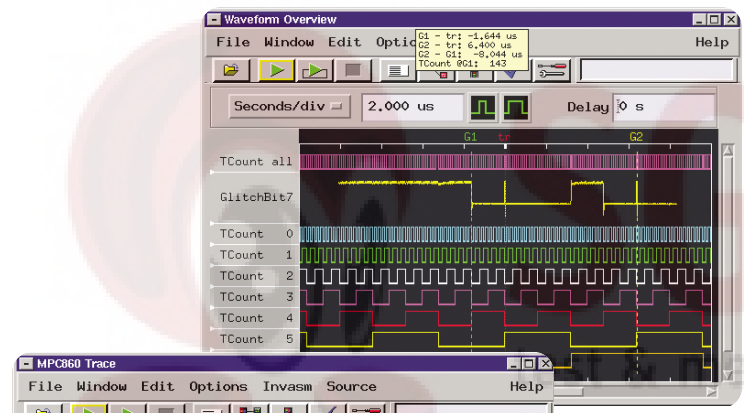 Waveform Overview
File Window Edit Optio Help
G1 - tr: -1.644 us
G2 - tr: 6.400 us
G2 - G1: -8.044 us
TCount @G1: 143
Seconds/div 2.000 us Delay 0 s
G1 tr G2
TCount all
GlitchBit7
TCount 0
TCount 1
TCount 2
TCount 3
TCount 4
TCount 5
MPC860 Trace
File Window Edit Options Invasm Source Help